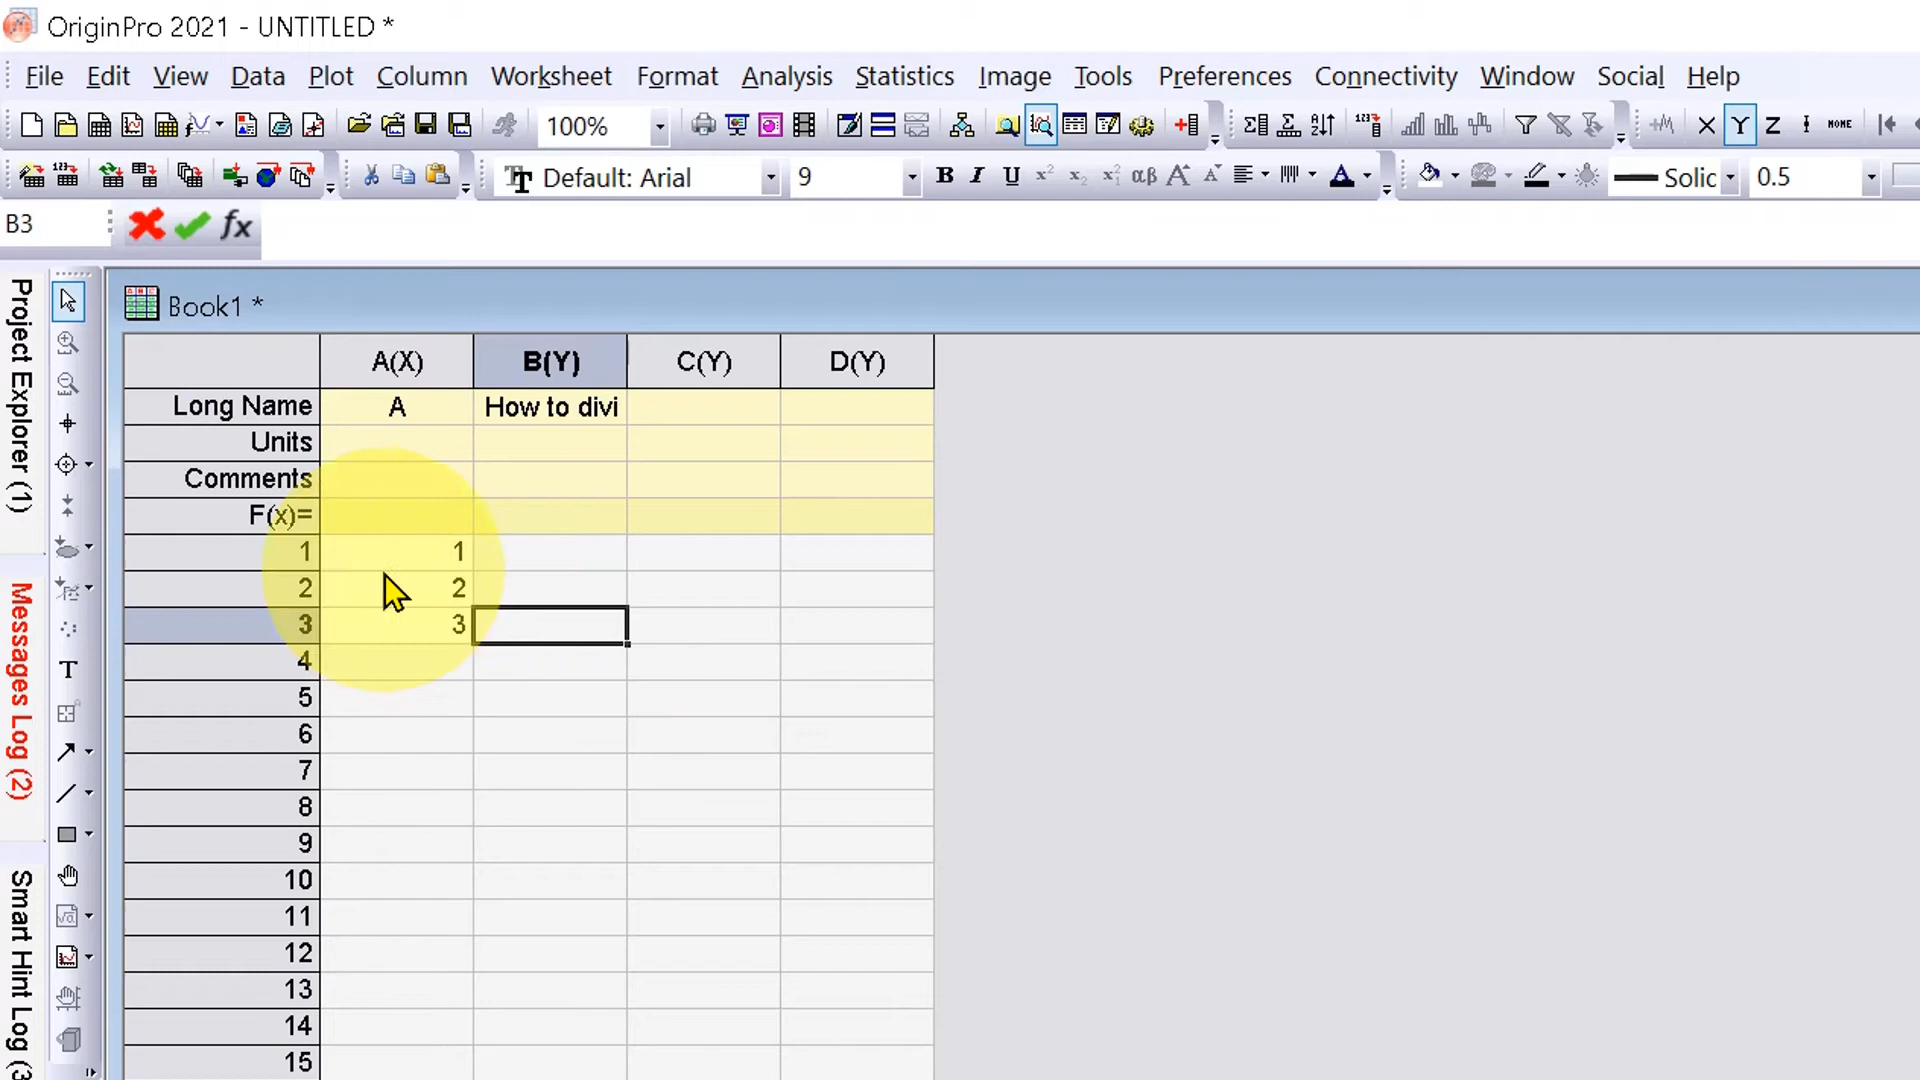 OriginPro 2021 - UNTITLED *
File Edit View Data Plot Column Worksheet Format Analysis Statistics Image Tools Preferences Connectivity Window Social Help
100% X Y Z HOME
Default: Arial 9 B I U αβ A A Solic 0.5
B3 fx
Book1 *
A(X) B(Y) C(Y) D(Y)
Long Name A How to divi
Units
Comments
F(x)=
1 1
2 2
3 3
4
5
6
7
8
9
10
11
12
13
14
15
Project Explorer (1)
Messages Log (2)
Smart Hint Log (3
T